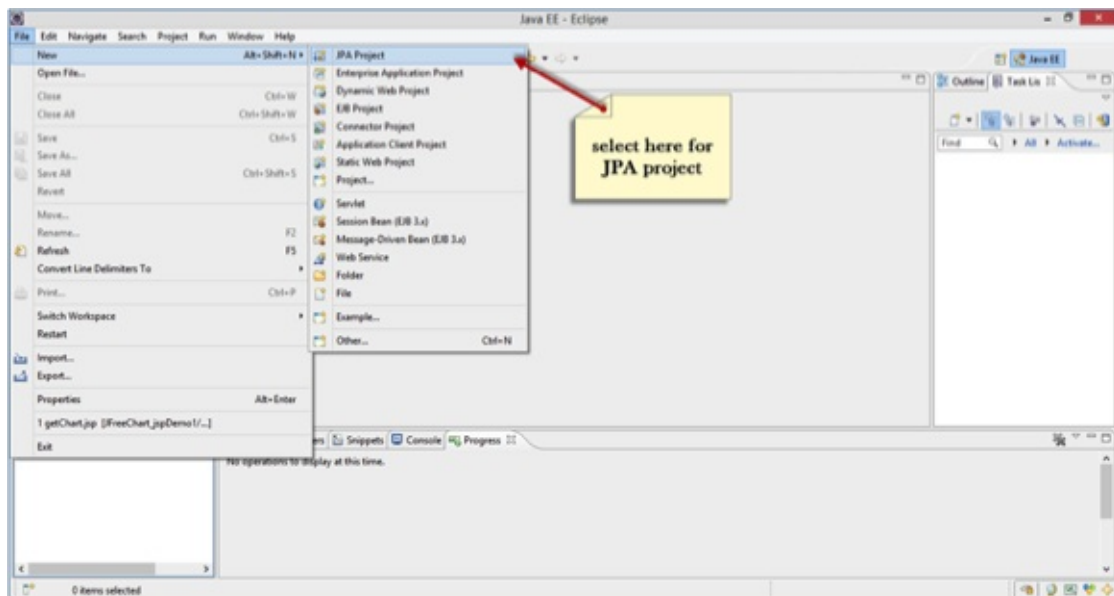 Java EE - Eclipse
File Edit Navigate Search Project Run Window Help
New Alt+Shift+N
Open File...
Close Ctrl+W
Close All Ctrl+Shift+W
Save Ctrl+S
Save As...
Save All Ctrl+Shift+S
Revert
Move...
Rename... F2
Refresh F5
Convert Line Delimiters To
Print... Ctrl+P
Switch Workspace
Restart
Import...
Export...
Properties Alt+Enter
1 getChart.jsp [JFreeChart_jspDemo1/...]
Exit
JPA Project
Enterprise Application Project
Dynamic Web Project
EJB Project
Connector Project
Application Client Project
Static Web Project
Project...
Servlet
Session Bean (EJB 3.x)
Message-Driven Bean (EJB 3.x)
Web Service
Folder
File
Example...
Other... Ctrl+N
select here for
JPA project
Java EE
Outline Task Lis
Find All Activate...
Snippets Console Progress
No operations to display at this time.
0 items selected